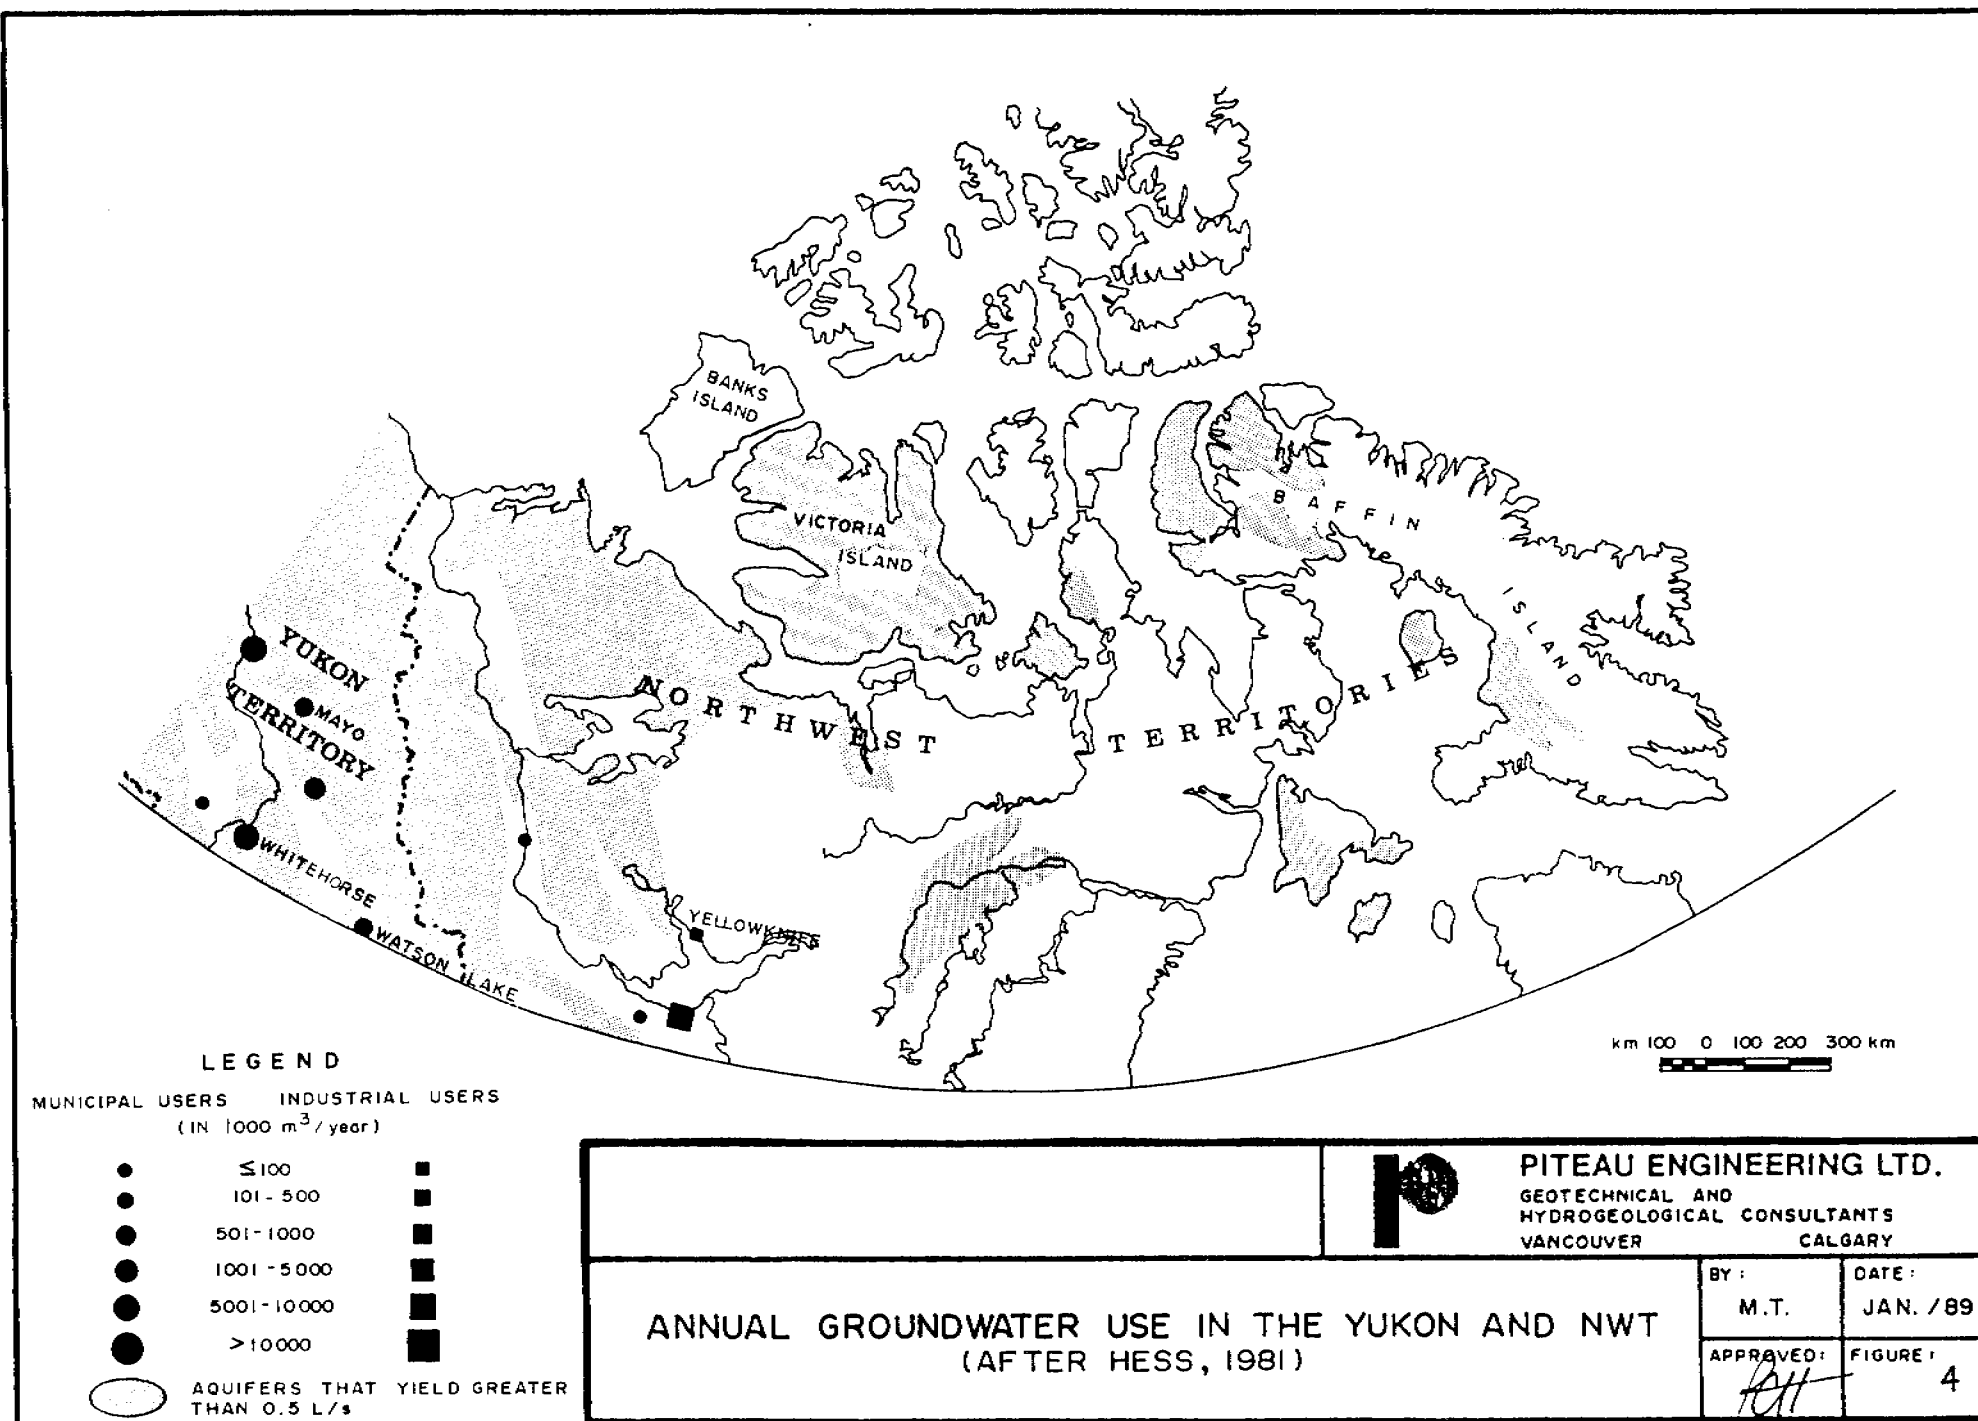 BANKS
ISLAND
VICTORIA
ISLAND
BAFFIN
ISLAND
YUKON
TERRITORY
MAYO
NORTHWEST TERRITORIES
WHITEHORSE
WATSON LAKE
YELLOWKNIFE
km 100 0 100 200 300 km
LEGEND
MUNICIPAL USERS INDUSTRIAL USERS
(IN 1000 m³/year)
≤100
101-500
501-1000
1001-5000
5001-10000
>10000
AQUIFERS THAT YIELD GREATER
THAN 0.5 L/s
PITEAU ENGINEERING LTD.
GEOTECHNICAL AND
HYDROGEOLOGICAL CONSULTANTS
VANCOUVER CALGARY
ANNUAL GROUNDWATER USE IN THE YUKON AND NWT
(AFTER HESS, 1981)
BY:
M.T.
DATE:
JAN. /89
APPROVED:
FIGURE:
4